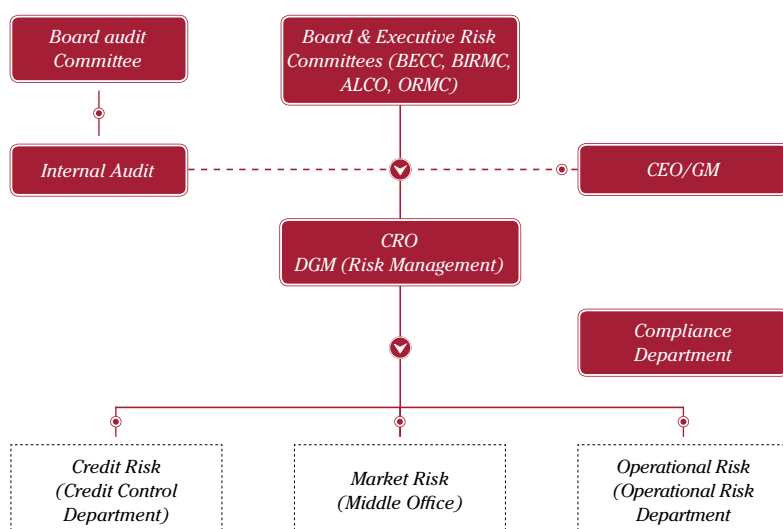 Board audit
Committee
Board & Executive Risk
Committees (BECC, BIRMC,
ALCO, ORMC)
Internal Audit
CEO/GM
CRO
DGM (Risk Management)
Compliance
Department
Credit Risk
(Credit Control
Department)
Market Risk
(Middle Office)
Operational Risk
(Operational Risk
Department